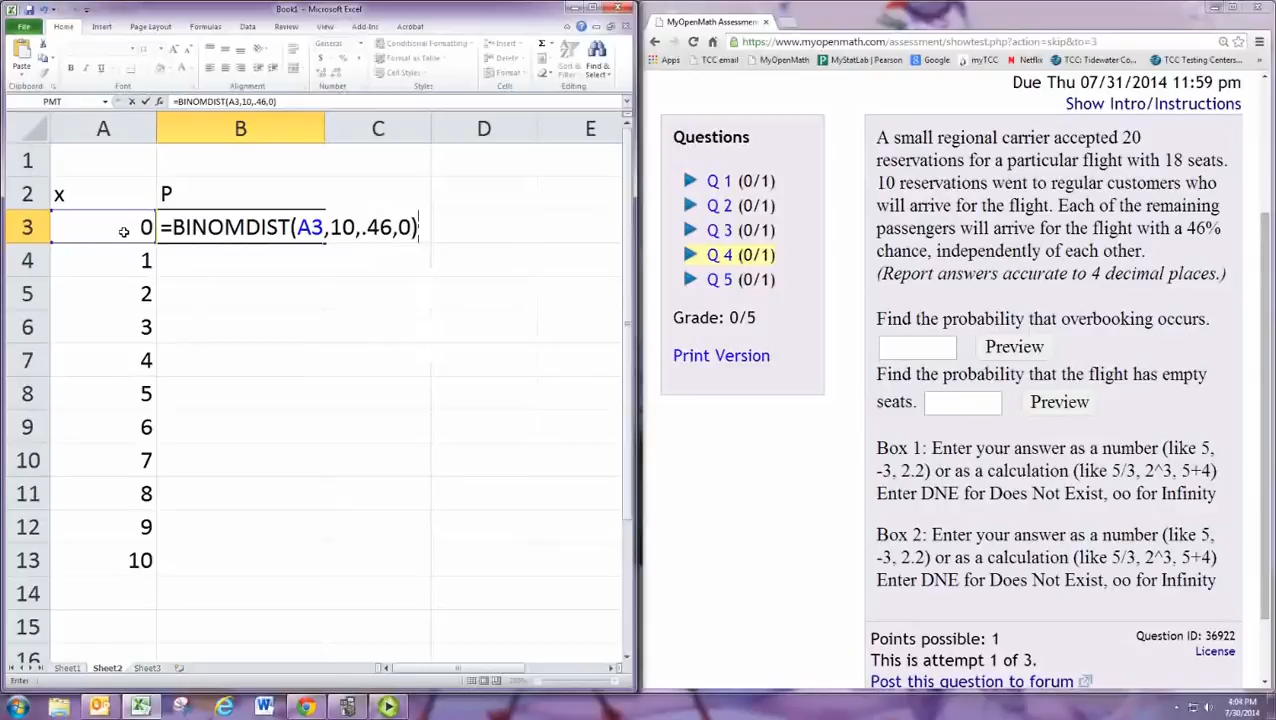 Book1 - Microsoft Excel
File Home Insert Page Layout Formulas Data Review View Add-Ins Acrobat
Paste
Clipboard Font Alignment Number Styles Cells Editing
General
Conditional Formatting
Format as Table
Cell Styles
Insert
Delete
Format
Sort &
Filter
Find &
Select
PMT =BINOMDIST(A3,10,.46,0)
A B C D E
1
2 x P
3 0 =BINOMDIST(A3,10,.46,0)
4 1
5 2
6 3
7 4
8 5
9 6
10 7
11 8
12 9
13 10
14
15
16
Sheet1 Sheet2 Sheet3
Enter
MyOpenMath Assessment
https://www.myopenmath.com/assessment/showtest.php?action=skip&to=3
Apps TCC email MyOpenMath MyStatLab | Pearson Google myTCC Netflix TCC: Tidewater Co... TCC Testing Centers...
Due Thu 07/31/2014 11:59 pm
Show Intro/Instructions
Questions
Q 1 (0/1)
Q 2 (0/1)
Q 3 (0/1)
Q 4 (0/1)
Q 5 (0/1)
Grade: 0/5
Print Version
A small regional carrier accepted 20
reservations for a particular flight with 18 seats.
10 reservations went to regular customers who
will arrive for the flight. Each of the remaining
passengers will arrive for the flight with a 46%
chance, independently of each other.
(Report answers accurate to 4 decimal places.)
Find the probability that overbooking occurs.
Preview
Find the probability that the flight has empty
seats. Preview
Box 1: Enter your answer as a number (like 5,
-3, 2.2) or as a calculation (like 5/3, 2^3, 5+4)
Enter DNE for Does Not Exist, oo for Infinity
Box 2: Enter your answer as a number (like 5,
-3, 2.2) or as a calculation (like 5/3, 2^3, 5+4)
Enter DNE for Does Not Exist, oo for Infinity
Points possible: 1
This is attempt 1 of 3.
Post this question to forum
Question ID: 36922
License
4:04 PM
7/30/2014